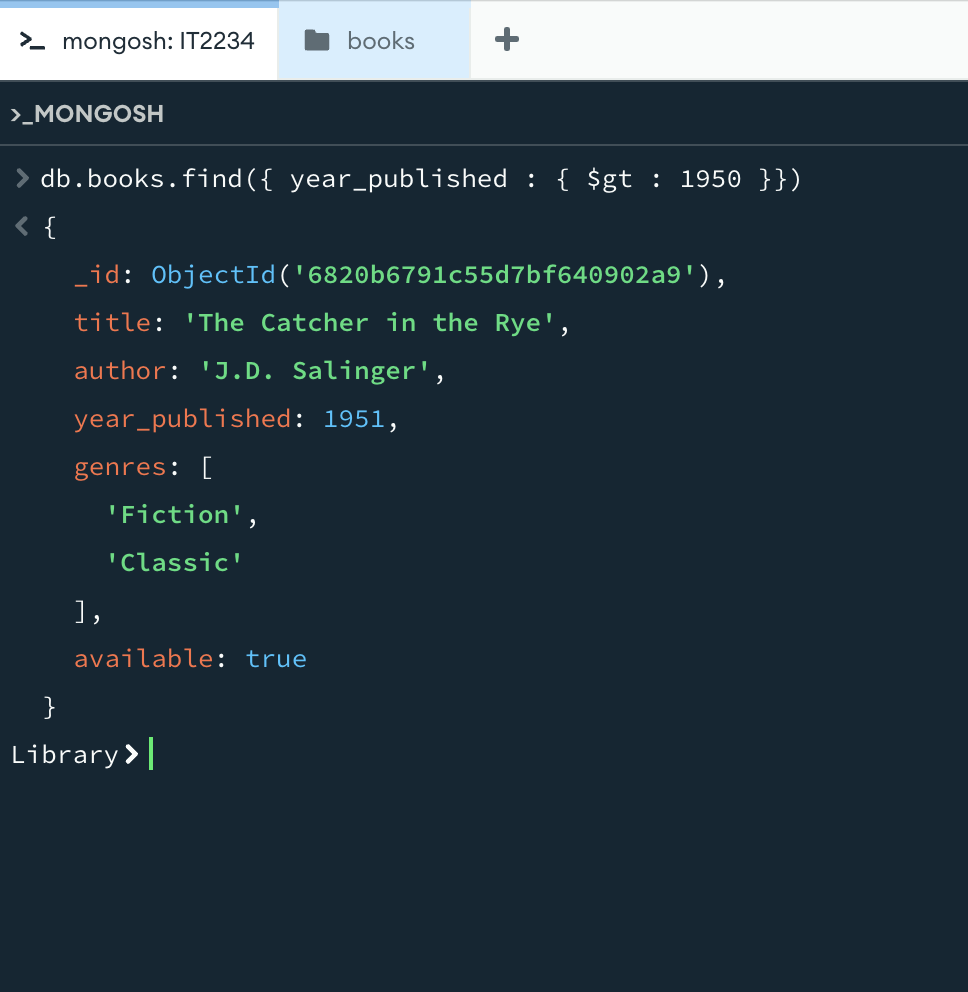 >_ mongosh: IT2234 books +
>_MONGOSH
> db.books.find({ year_published : { $gt : 1950 }})
< {
_id: ObjectId('6820b6791c55d7bf640902a9'),
title: 'The Catcher in the Rye',
author: 'J.D. Salinger',
year_published: 1951,
genres: [
'Fiction',
'Classic'
],
available: true
}
Library>